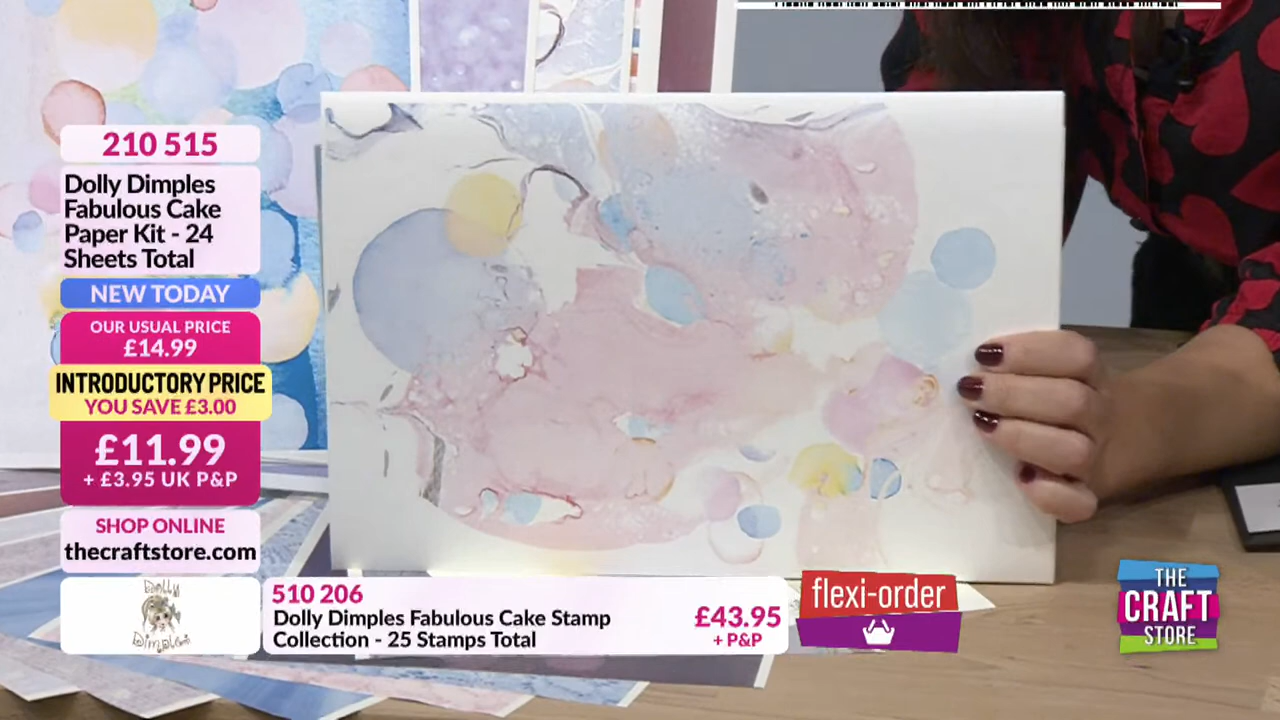 210 515
Dolly Dimples
Fabulous Cake
Paper Kit - 24
Sheets Total
NEW TODAY
OUR USUAL PRICE
£14.99
INTRODUCTORY PRICE
YOU SAVE £3.00
£11.99
+ £3.95 UK P&P
SHOP ONLINE
thecraftstore.com
Dolly
Dimples
510 206
Dolly Dimples Fabulous Cake Stamp
Collection - 25 Stamps Total
£43.95
+ P&P
flexi-order
THE
CRAFT
STORE